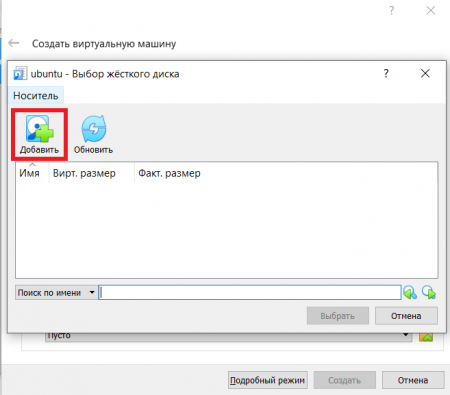 Создать виртуальную машину
ubuntu - Выбор жёсткого диска
Носитель
Добавить Обновить
Имя Вирт. размер Факт. размер
Поиск по имени
Выбрать Отмена
Пусто
Подробный режим Создать Отмена